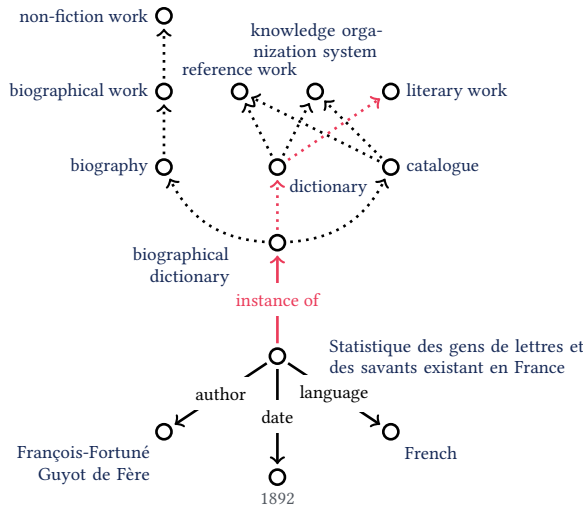 non-fiction work
knowledge orga-
nization system
reference work
biographical work
literary work
biography
dictionary
catalogue
biographical
dictionary
instance of
Statistique des gens de lettres et
des savants existant en France
author
language
date
François-Fortuné
Guyot de Fère
French
1892